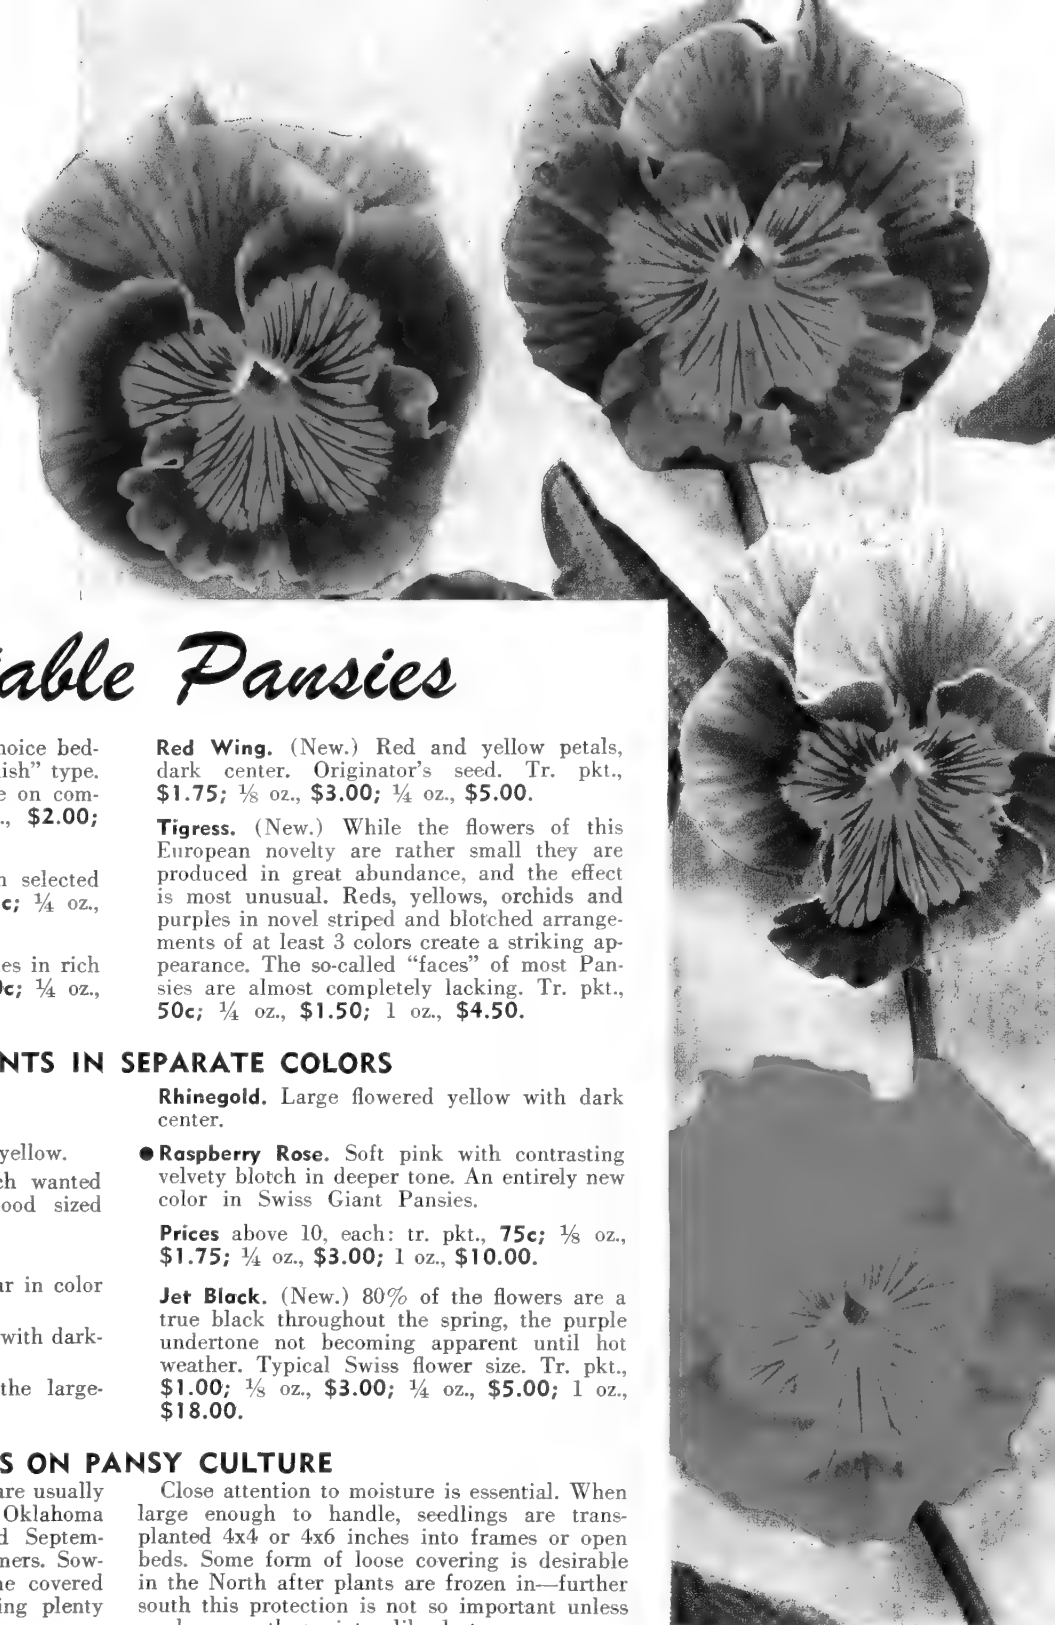 able Pansies
hoice bed-
ish” type.
e on com-
., $2.00;
n selected
c; ¼ oz.,
es in rich
c; ¼ oz.,
Red Wing. (New.) Red and yellow petals,
dark center. Originator’s seed. Tr. pkt.,
$1.75; ⅛ oz., $3.00; ¼ oz., $5.00.
Tigress. (New.) While the flowers of this
European novelty are rather small they are
produced in great abundance, and the effect
is most unusual. Reds, yellows, orchids and
purples in novel striped and blotched arrange-
ments of at least 3 colors create a striking ap-
pearance. The so-called “faces” of most Pan-
sies are almost completely lacking. Tr. pkt.,
50c; ¼ oz., $1.50; 1 oz., $4.50.
NTS IN SEPARATE COLORS
yellow.
ch wanted
ood sized
ar in color
with dark-
the large-
Rhinegold. Large flowered yellow with dark
center.
● Raspberry Rose. Soft pink with contrasting
velvety blotch in deeper tone. An entirely new
color in Swiss Giant Pansies.
Prices above 10, each: tr. pkt., 75c; ⅛ oz.,
$1.75; ¼ oz., $3.00; 1 oz., $10.00.
Jet Black. (New.) 80% of the flowers are a
true black throughout the spring, the purple
undertone not becoming apparent until hot
weather. Typical Swiss flower size. Tr. pkt.,
$1.00; ⅛ oz., $3.00; ¼ oz., $5.00; 1 oz.,
$18.00.
S ON PANSY CULTURE
are usually
Oklahoma
d Septem-
ners. Sow-
e covered
ing plenty
Close attention to moisture is essential. When
large enough to handle, seedlings are trans-
planted 4x4 or 4x6 inches into frames or open
beds. Some form of loose covering is desirable
in the North after plants are frozen in—further
south this protection is not so important unless